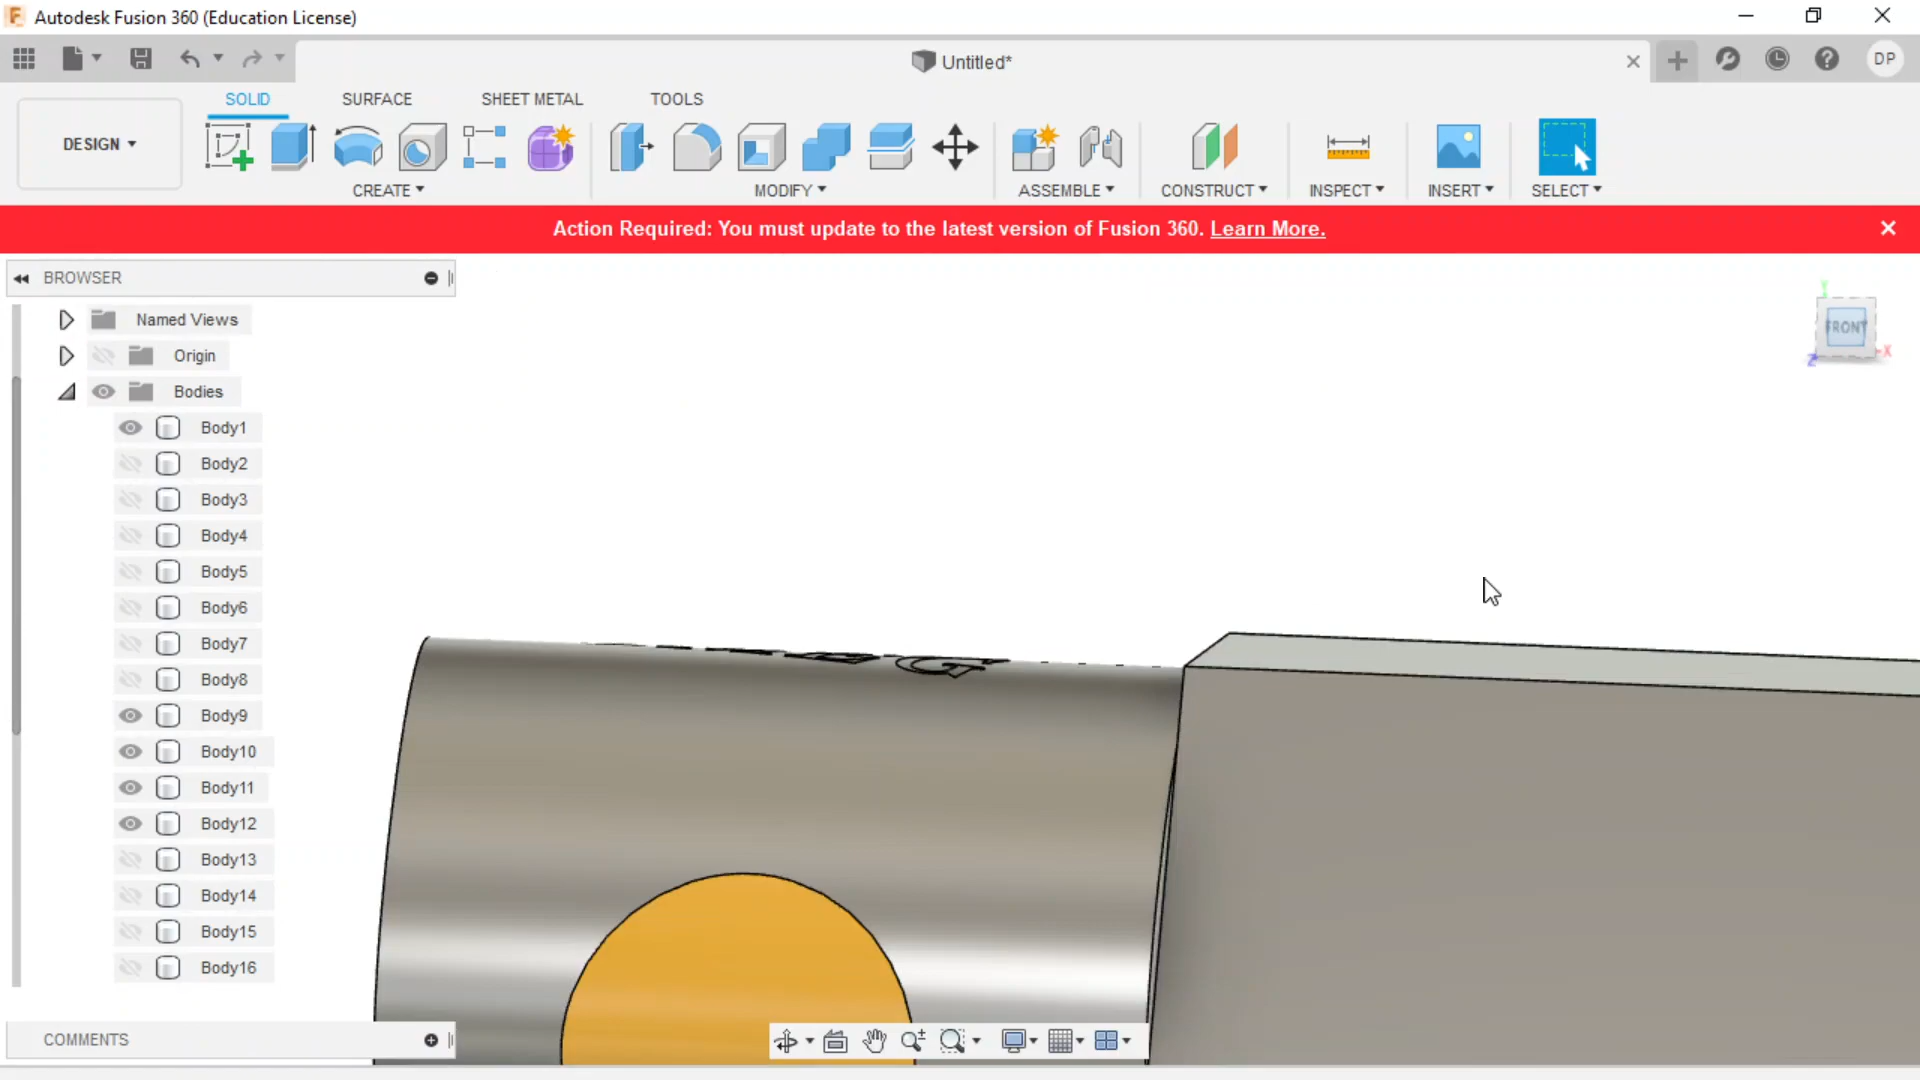 Autodesk Fusion 360 (Education License)
Untitled*
DP
SOLID
SURFACE
SHEET METAL
TOOLS
DESIGN
CREATE
MODIFY
ASSEMBLE
CONSTRUCT
INSPECT
INSERT
SELECT
Action Required: You must update to the latest version of Fusion 360. Learn More.
BROWSER
Named Views
Origin
Bodies
Body1
Body2
Body3
Body4
Body5
Body6
Body7
Body8
Body9
Body10
Body11
Body12
Body13
Body14
Body15
Body16
Y
FRONT
X
Z
COMMENTS